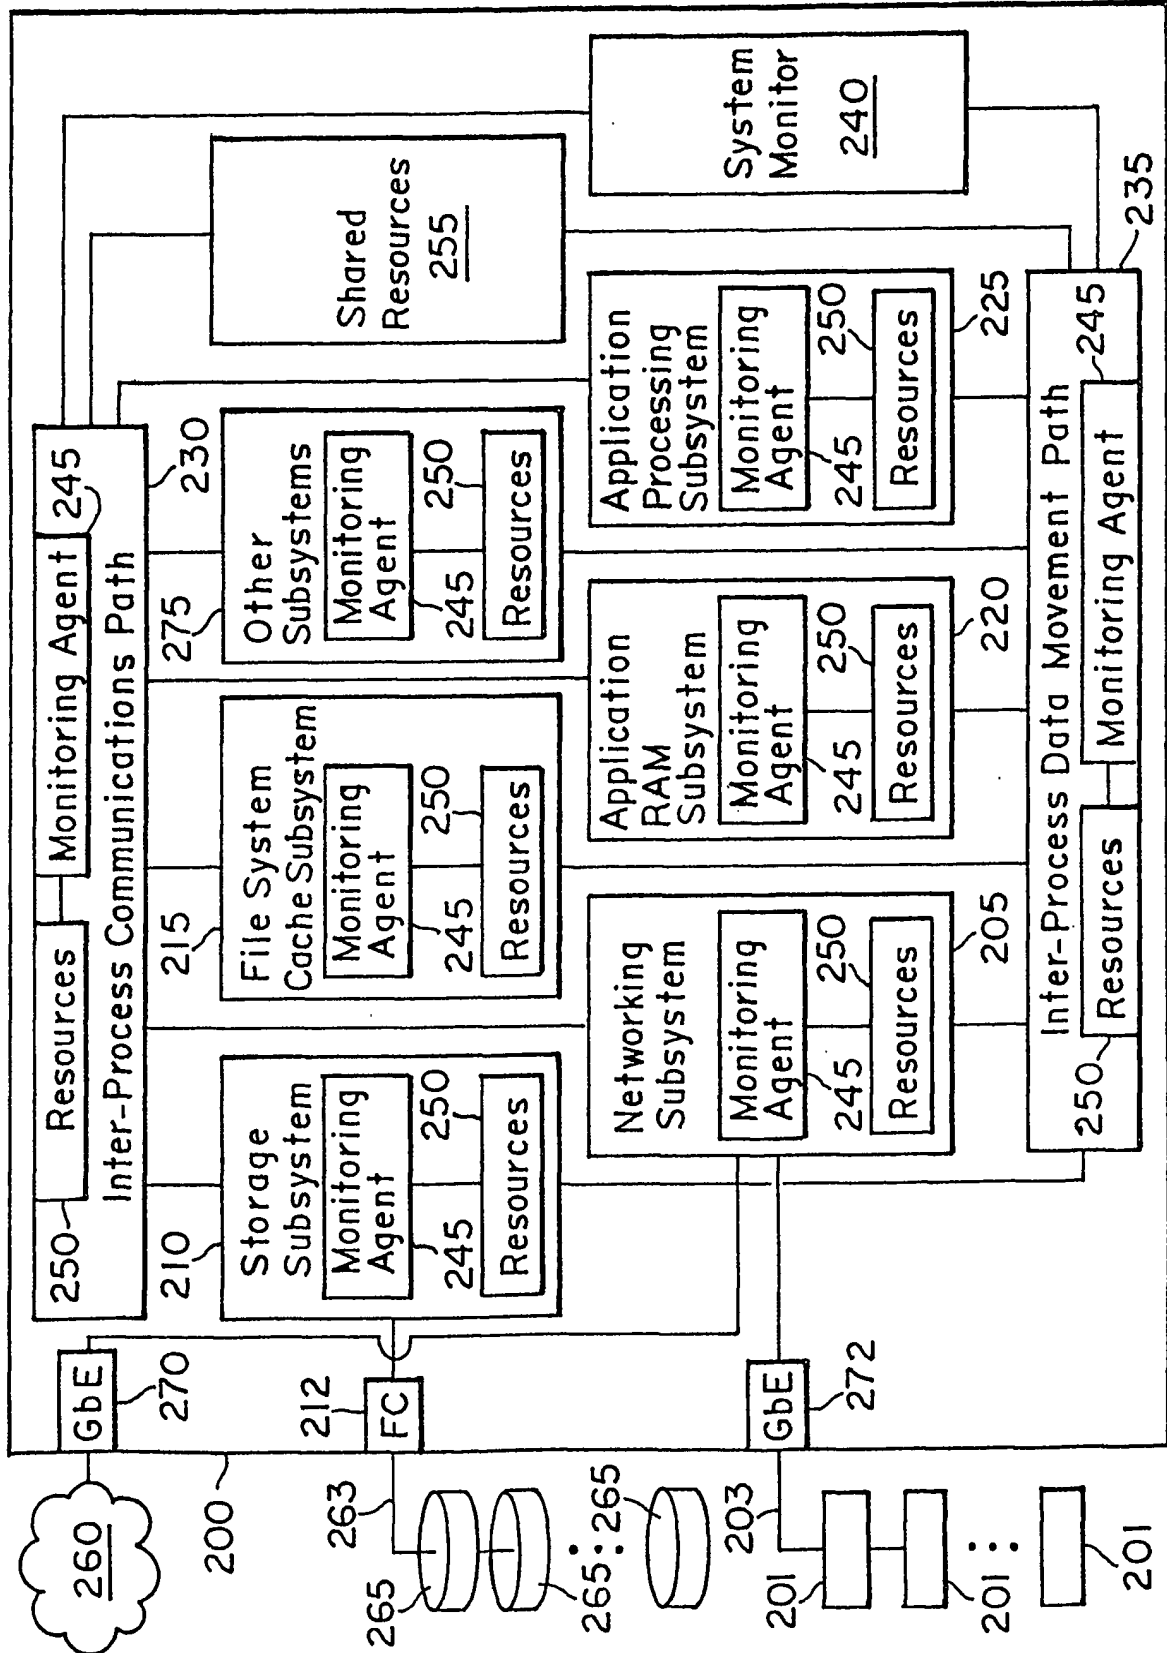 Resources
Monitoring Agent
245
250
Inter-Process Communications Path
230
GbE
270
260
200
210
Storage
Subsystem
Monitoring
Agent
245
250
Resources
215
File System
Cache Subsystem
Monitoring
Agent
245
250
Resources
275
Other
Subsystems
Monitoring
Agent
245
250
Resources
Shared
Resources
255
System
Monitor
240
212
FC
263
265
265
265
Networking
Subsystem
Monitoring
Agent
245
250
Resources
205
Application
RAM
Subsystem
Monitoring
Agent
245
250
Resources
220
Application
Processing
Subsystem
Monitoring
Agent
245
250
Resources
225
GbE
272
203
201
201
201
Inter-Process Data Movement Path
235
250
Resources
Monitoring Agent
245